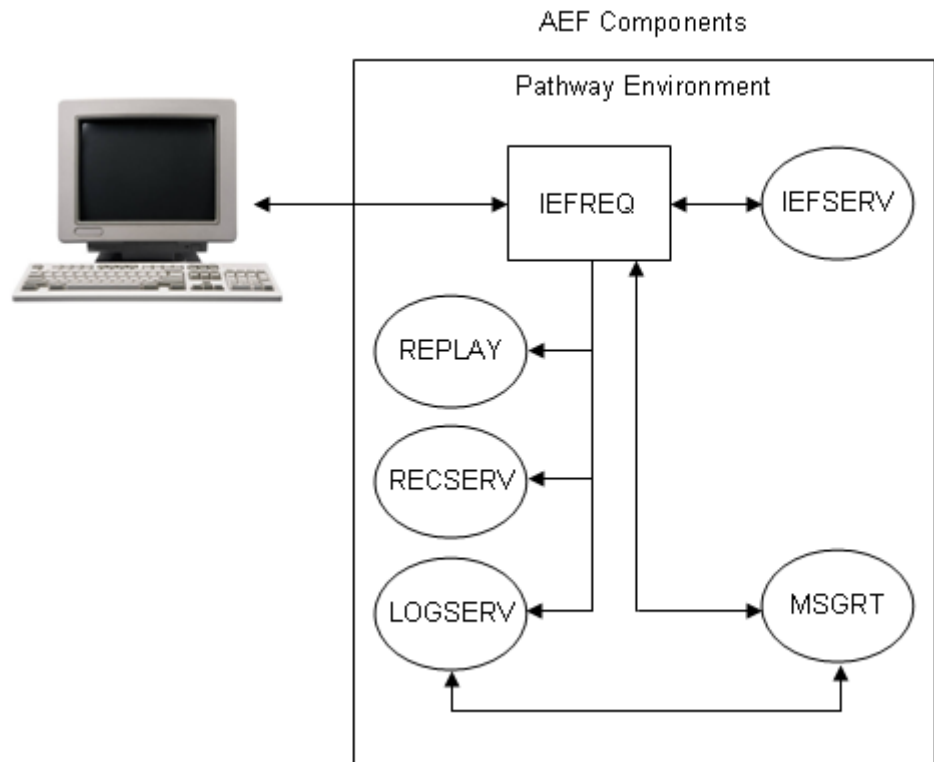 AEF Components
Pathway Environment
IEFREQ
IEFSERV
REPLAY
RECSERV
LOGSERV
MSGRT